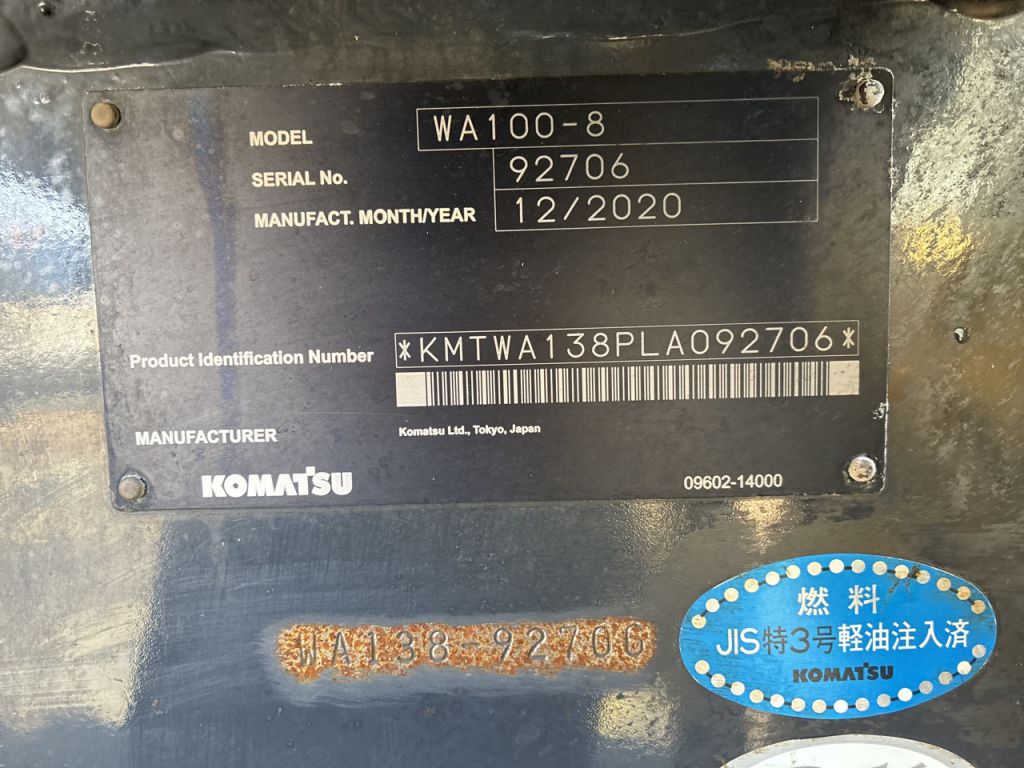 MODEL WA100-8
SERIAL No. 92706
MANUFACT. MONTH/YEAR 12/2020
Product Identification Number *KMTWA138PLA092706*
MANUFACTURER Komatsu Ltd., Tokyo, Japan
KOMATSU 09602-14000
WA138-92706
燃料
JIS特3号軽油注入済
KOMATSU